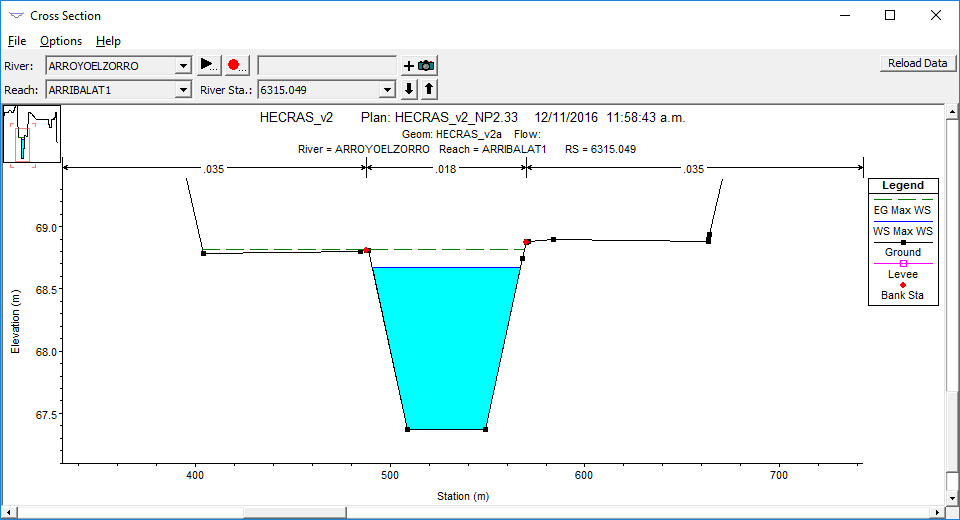 Cross Section
File Options Help
River: ARROYOELZORRO
Reload Data
Reach: ARRIBALAT1 River Sta.: 6315.049
HECRAS_v2 Plan: HECRAS_v2_NP2.33 12/11/2016 11:58:43 a.m.
Geom: HECRAS_v2a Flow:
River = ARROYOELZORRO Reach = ARRIBALAT1 RS = 6315.049
.035 .018 .035
Legend
EG Max WS
WS Max WS
Ground
Levee
Bank Sta
69.0
68.5
68.0
67.5
Elevation (m)
400 500 600 700
Station (m)